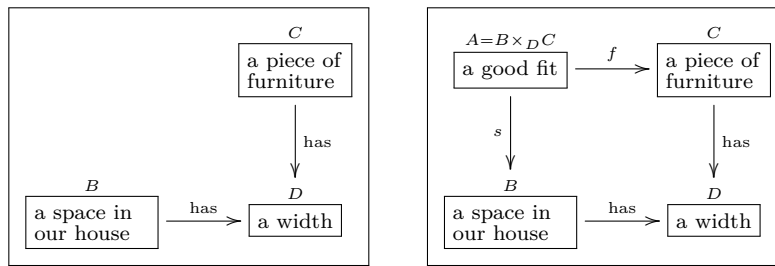 C
a piece of
furniture
has
B
a space in
our house
has
D
a width
A=B×_D C
a good fit
f
C
a piece of
furniture
s
has
B
a space in
our house
has
D
a width